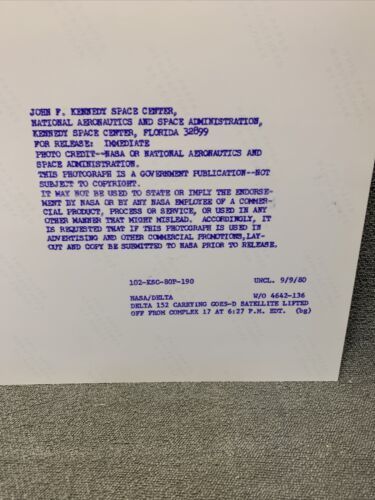 JOHN F. KENNEDY SPACE CENTER,
NATIONAL AERONAUTICS AND SPACE ADMINISTRATION,
KENNEDY SPACE CENTER, FLORIDA 32899
FOR RELEASE: IMMEDIATE
PHOTO CREDIT--NASA OR NATIONAL AERONAUTICS AND
SPACE ADMINISTRATION.
THIS PHOTOGRAPH IS A GOVERNMENT PUBLICATION--NOT
SUBJECT TO COPYRIGHT.
IT MAY NOT BE USED TO STATE OR IMPLY THE ENDORSE-
MENT BY NASA OR BY ANY NASA EMPLOYEE OF A COMMER-
CIAL PRODUCT, PROCESS OR SERVICE, OR USED IN ANY
OTHER MANNER THAT MIGHT MISLEAD. ACCORDINGLY, IT
IS REQUESTED THAT IF THIS PHOTOGRAPH IS USED IN
ADVERTISING AND OTHER COMMERCIAL PROMOTIONS, LAY-
OUT AND COPY BE SUBMITTED TO NASA PRIOR TO RELEASE.
102-KSC-80P-190 UNCL. 9/9/80
NASA/DELTA W/O 4642-136
DELTA 152 CARRYING GOES-D SATELLITE LIFTED
OFF FROM COMPLEX 17 AT 6:27 P.M. EDT. (bg)